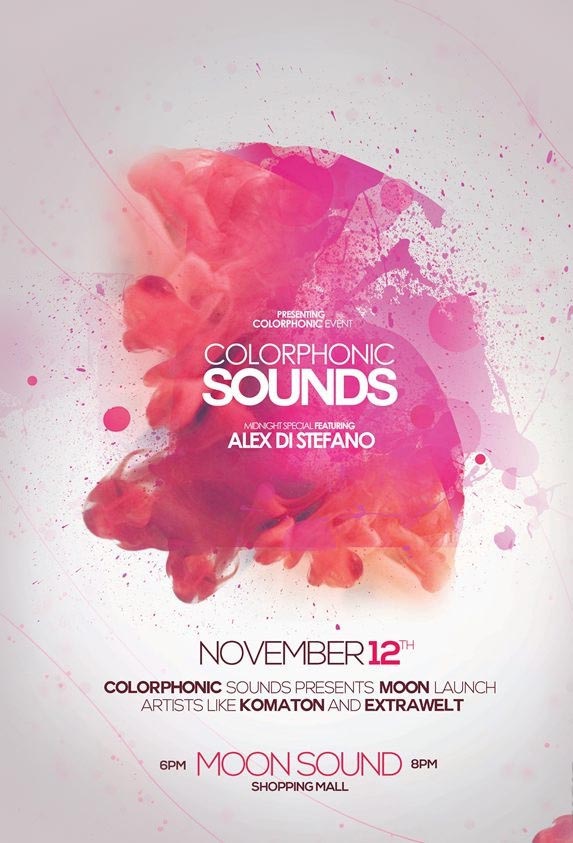 PRESENTING
COLORPHONIC EVENT
COLORPHONIC
SOUNDS
MIDNIGHT SPECIAL FEATURING
ALEX DI STEFANO
NOVEMBER 12TH
COLORPHONIC SOUNDS PRESENTS MOON LAUNCH
ARTISTS LIKE KOMATON AND EXTRAWELT
6PM MOON SOUND 8PM
SHOPPING MALL